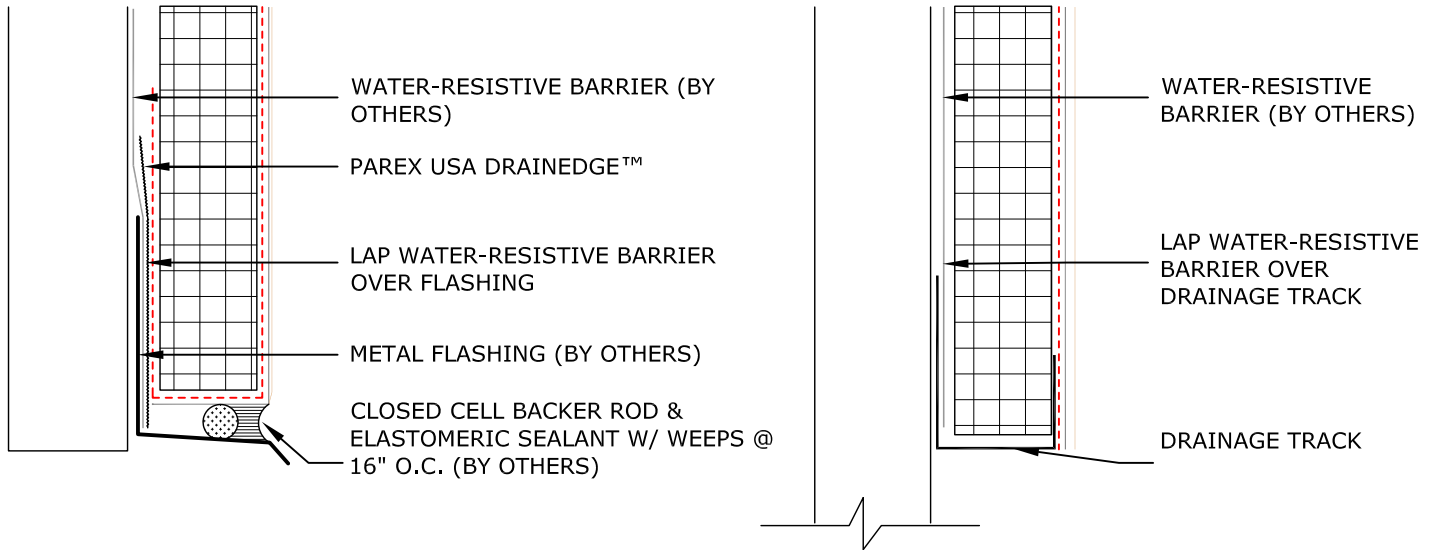 WATER-RESISTIVE BARRIER (BY
OTHERS)
PAREX USA DRAINEDGE™
LAP WATER-RESISTIVE BARRIER
OVER FLASHING
METAL FLASHING (BY OTHERS)
CLOSED CELL BACKER ROD &
ELASTOMERIC SEALANT W/ WEEPS @
16" O.C. (BY OTHERS)
WATER-RESISTIVE
BARRIER (BY OTHERS)
LAP WATER-RESISTIVE
BARRIER OVER
DRAINAGE TRACK
DRAINAGE TRACK